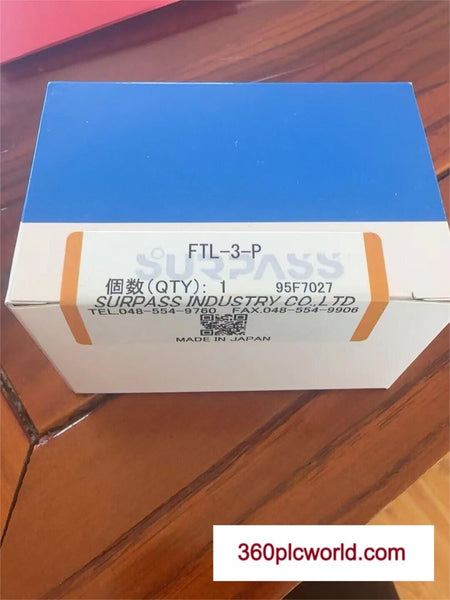 FTL-3-P
SURPASS
個数(QTY): 1 95F7027
SURPASS INDUSTRY CO.,LTD
TEL.048-554-9760 FAX.048-554-9906
MADE IN JAPAN
360plcworld.com